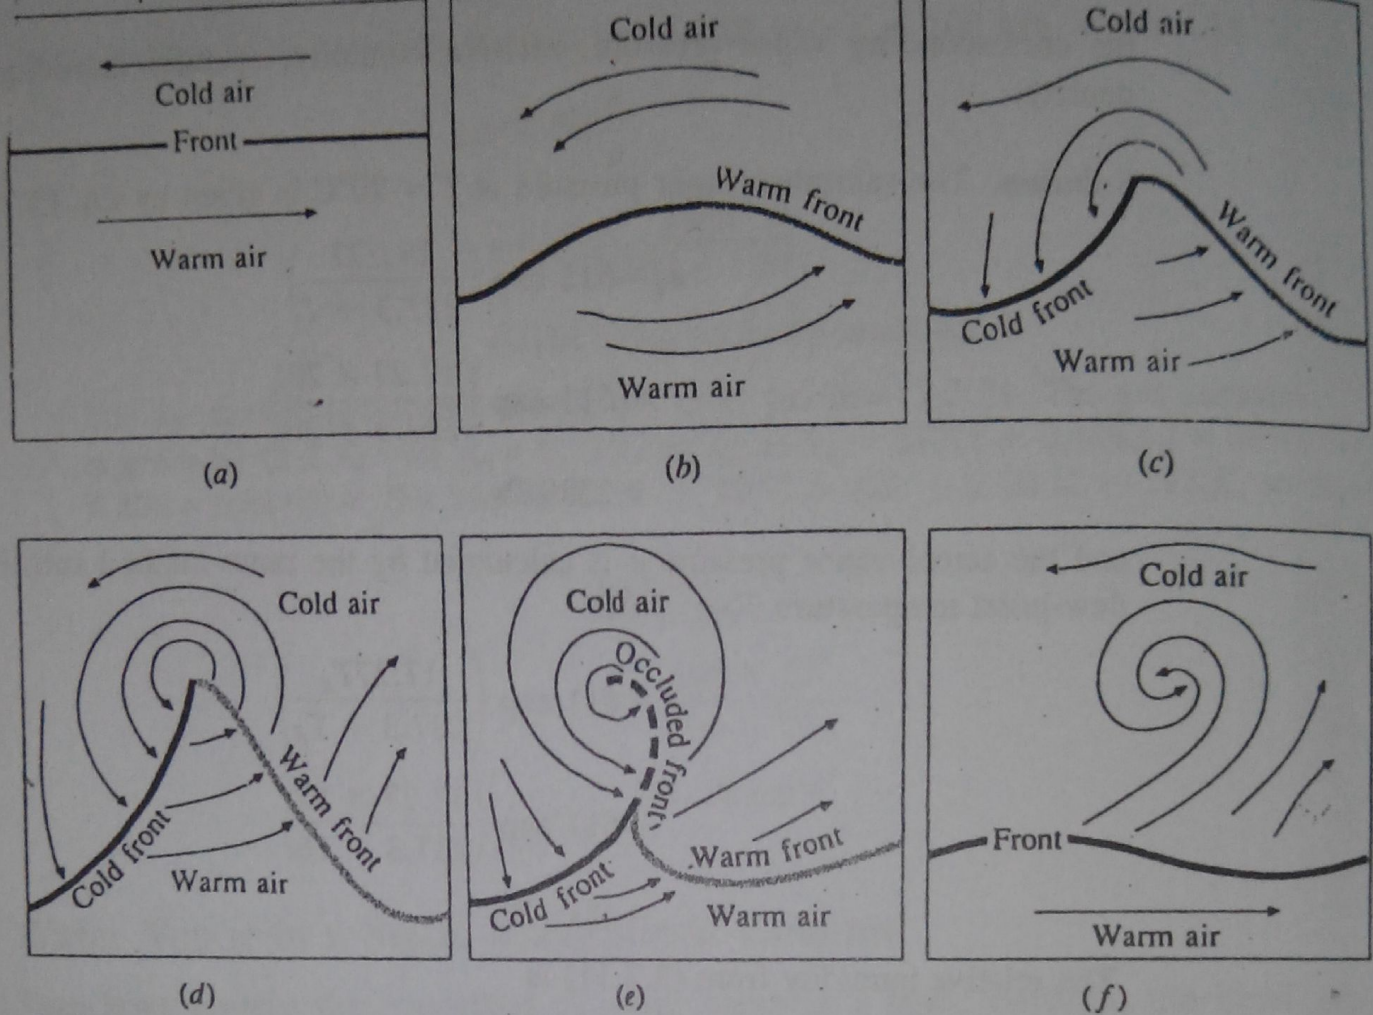 Cold air
Front
Warm air
(a)
Cold air
Warm front
Warm air
(b)
Cold air
Warm front
Cold front
Warm air
(c)
Cold air
Warm front
Cold front
Warm air
(d)
Cold air
Occluded front
Warm front
Cold front
Warm air
(e)
Cold air
Front
Warm air
(f)